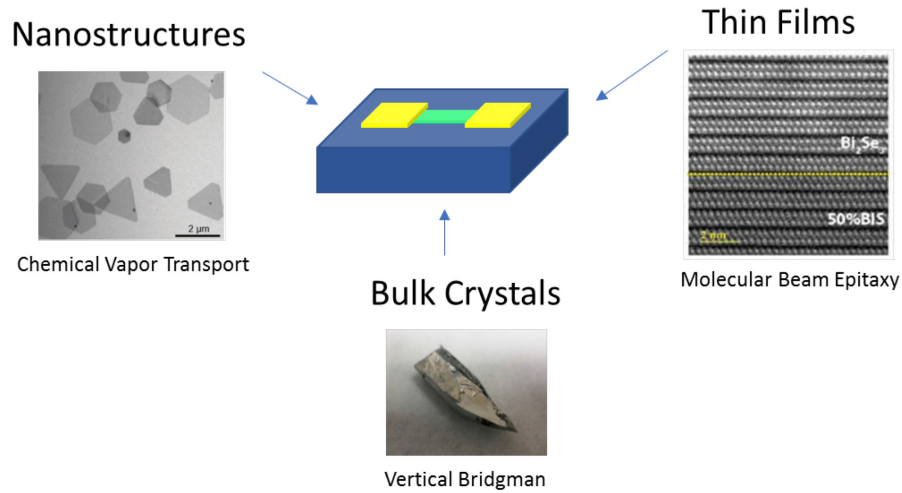 Nanostructures
Thin Films
Bi₂Se₃
50%BIS
2 nm
2 μm
Chemical Vapor Transport
Molecular Beam Epitaxy
Bulk Crystals
Vertical Bridgman